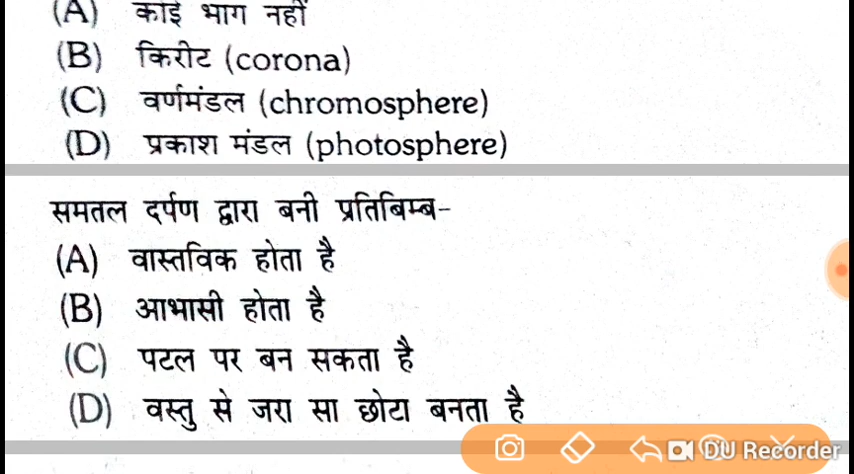 (A) कोई भाग नहीं
(B) किरीट (corona)
(C) वर्णमंडल (chromosphere)
(D) प्रकाश मंडल (photosphere)
समतल दर्पण द्वारा बनी प्रतिबिम्ब-
(A) वास्तविक होता है
(B) आभासी होता है
(C) पटल पर बन सकता है
(D) वस्तु से जरा सा छोटा बनता है
DU Recorder